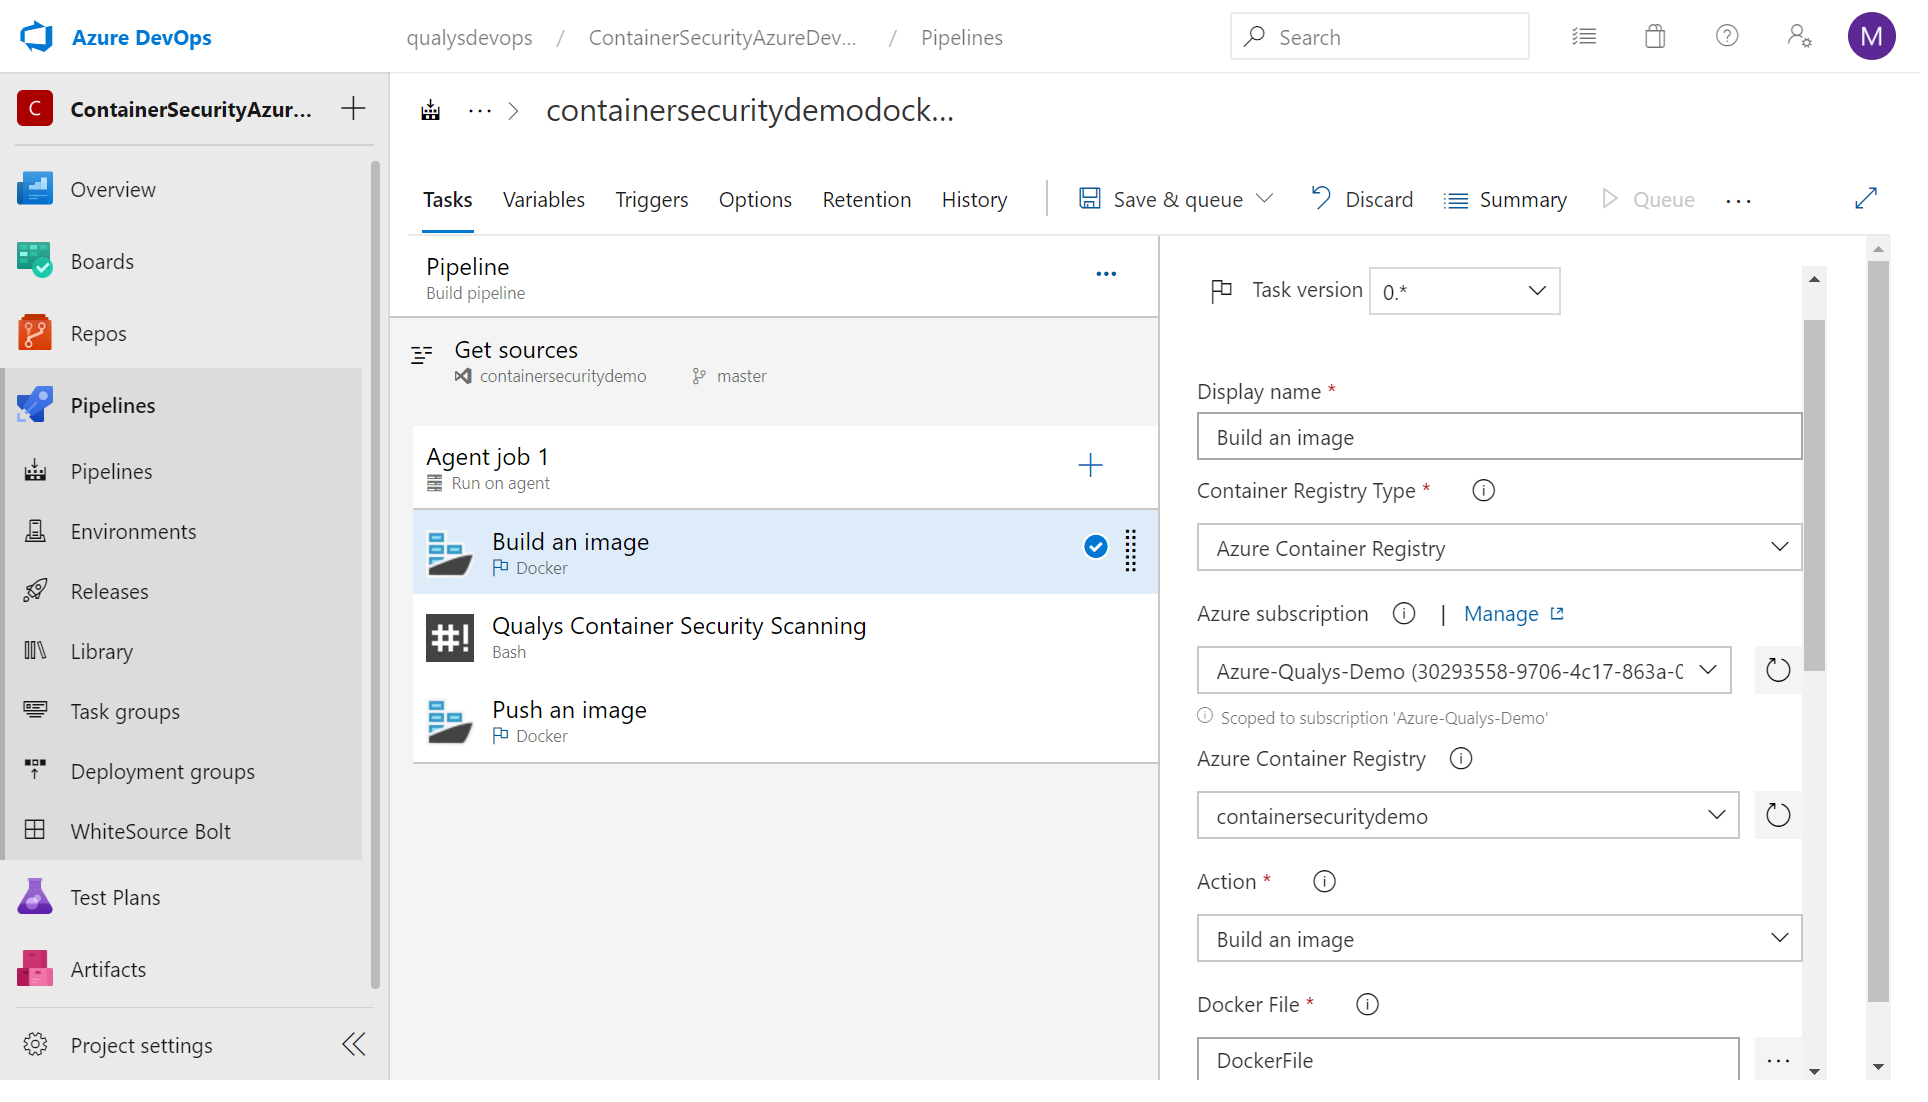 Azure DevOps
qualysdevops / ContainerSecurityAzureDev... / Pipelines
Search
M
C ContainerSecurityAzur...
Overview
Boards
Repos
Pipelines
Pipelines
Environments
Releases
Library
Task groups
Deployment groups
WhiteSource Bolt
Test Plans
Artifacts
Project settings
... > containersecuritydemodock...
Tasks Variables Triggers Options Retention History Save & queue Discard Summary Queue ...
Pipeline
Build pipeline
Get sources
containersecuritydemo master
Agent job 1
Run on agent
Build an image
Docker
#! Qualys Container Security Scanning
Bash
Push an image
Docker
Task version 0.*
Display name *
Build an image
Container Registry Type *
Azure Container Registry
Azure subscription | Manage
Azure-Qualys-Demo (30293558-9706-4c17-863a-0
Scoped to subscription 'Azure-Qualys-Demo'
Azure Container Registry
containersecuritydemo
Action *
Build an image
Docker File *
DockerFile ...